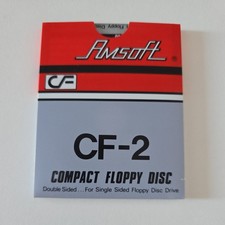 Floppy Disc
Amsoft®
CF
CF-2
COMPACT FLOPPY DISC
Double Sided ... For Single Sided Floppy Disc Drive